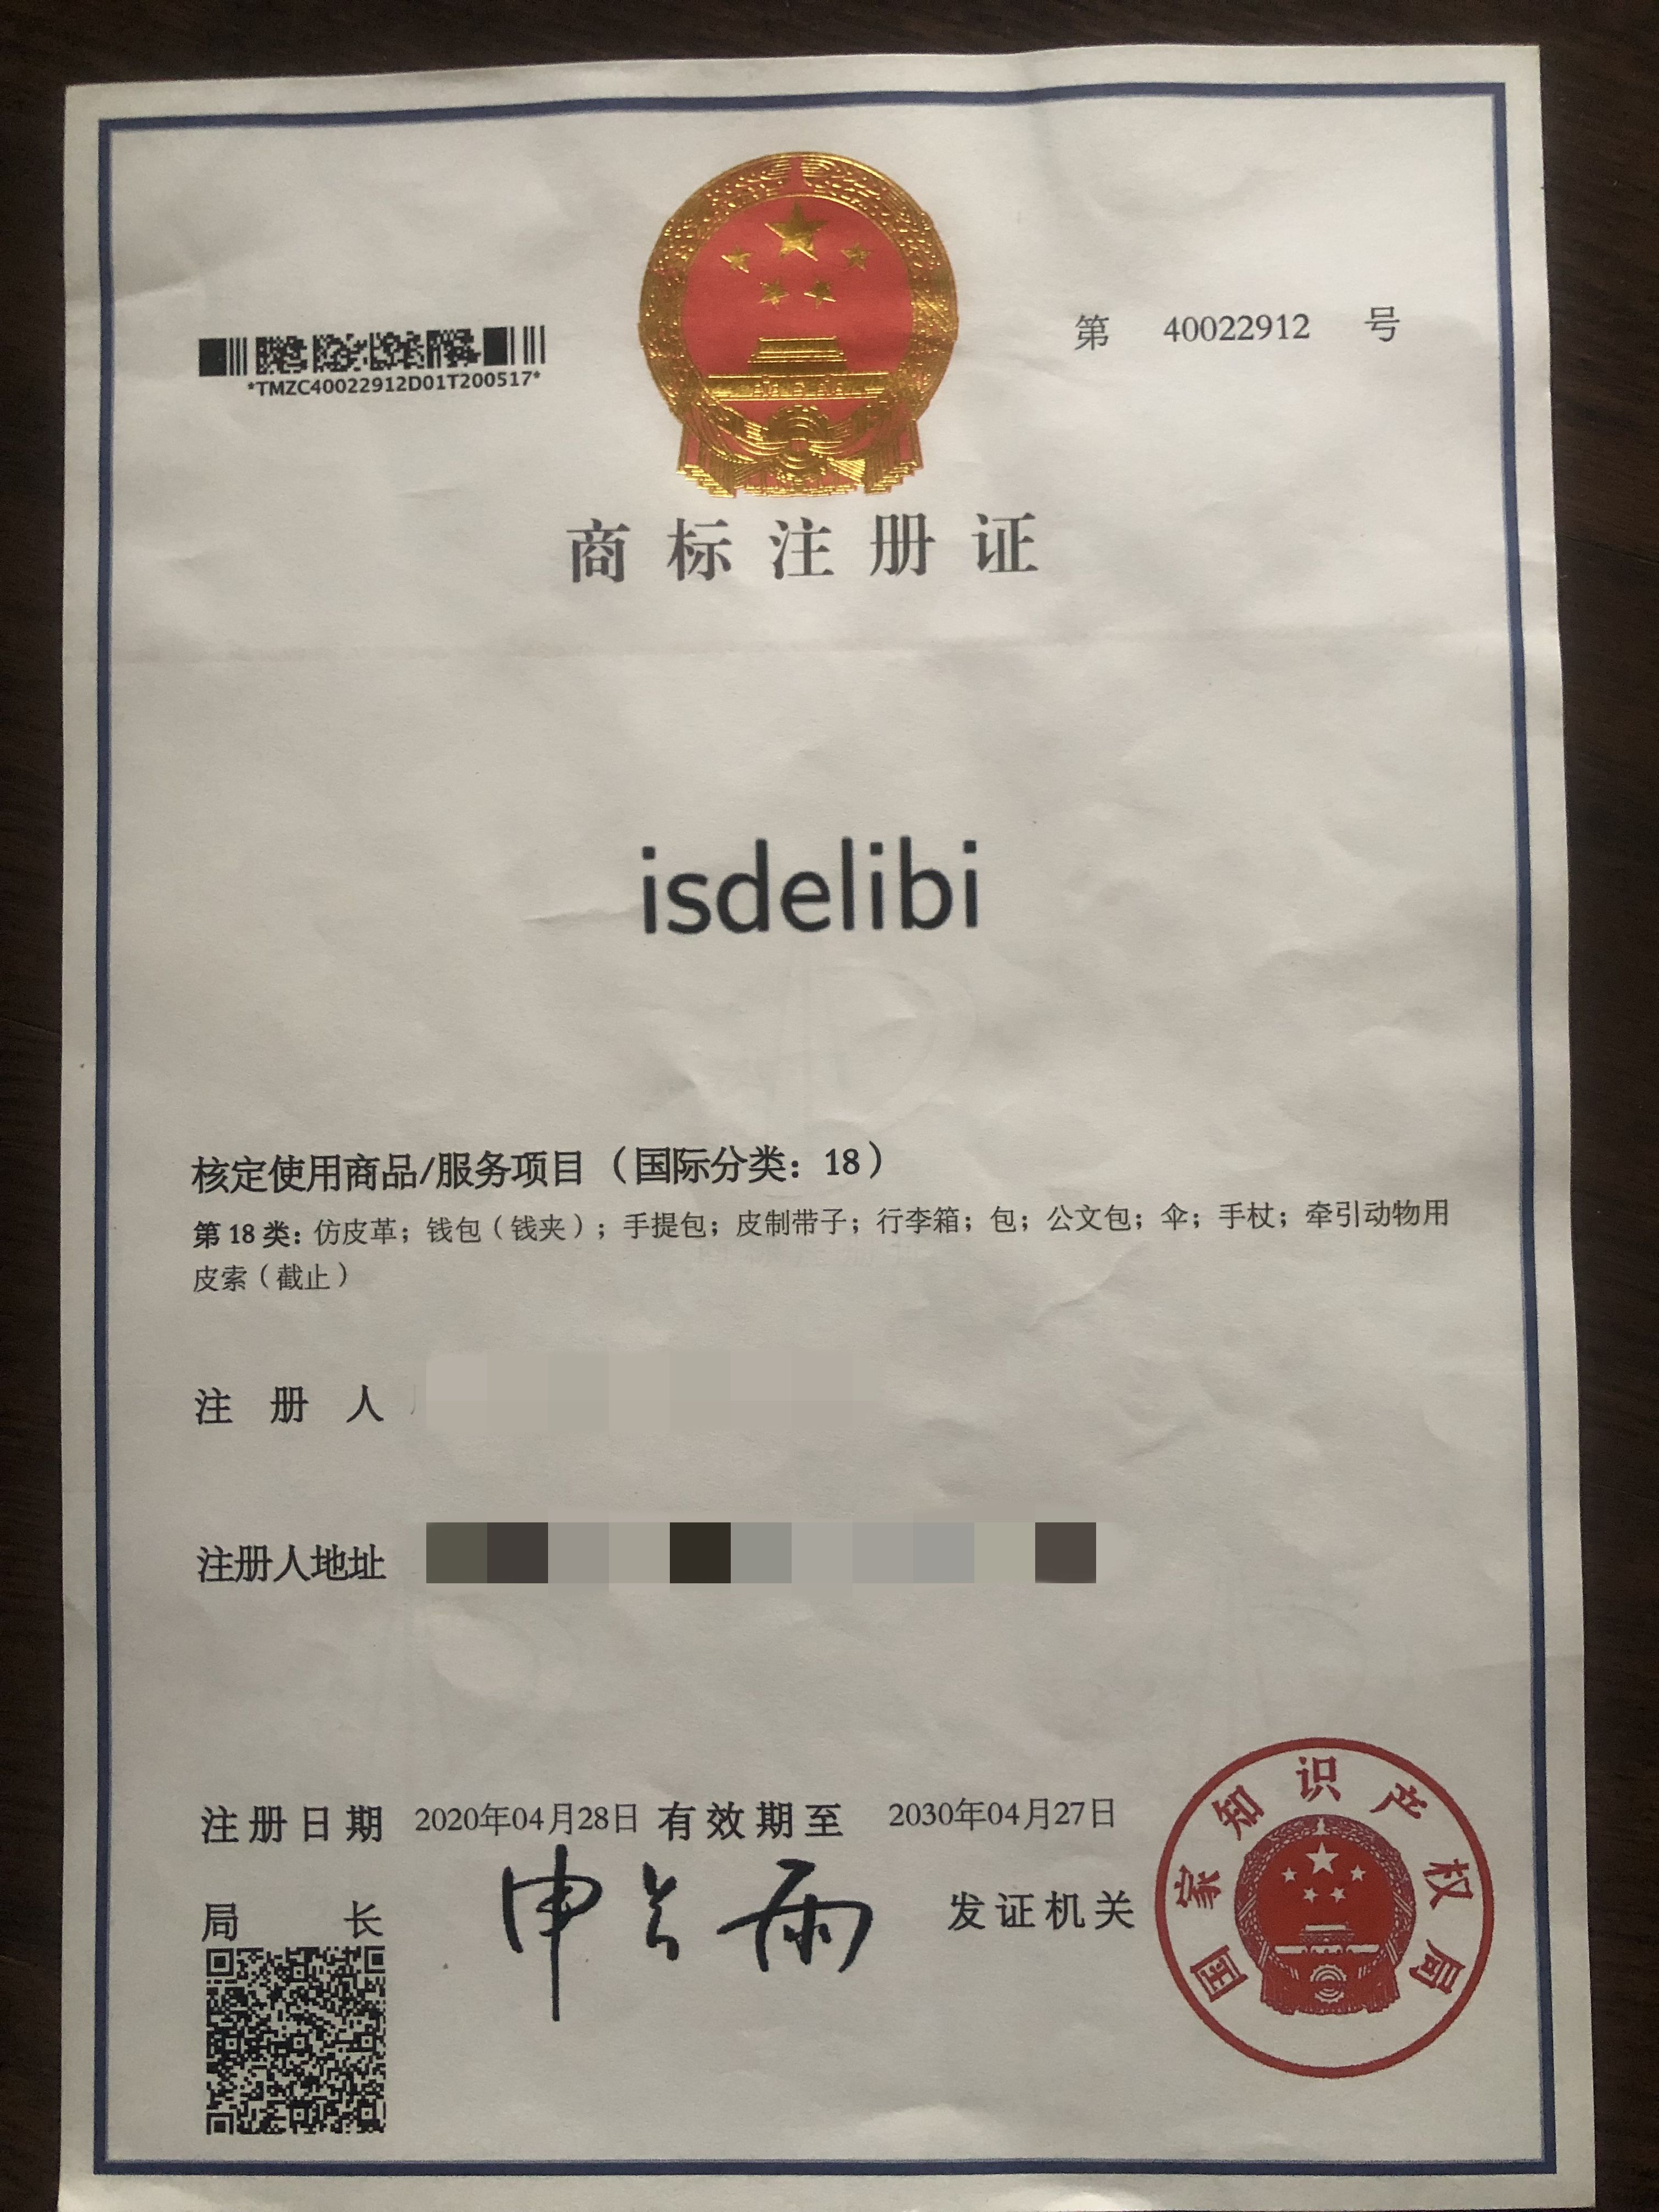 第 40022912 号
*TMZC40022912D01T200517*
商标注册证
isdelibi
核定使用商品/服务项目（国际分类：18）
第18类：仿皮革；钱包（钱夹）；手提包；皮制带子；行李箱；包；公文包；伞；手杖；牵引动物用
皮索（截止）
注册人
注册人地址
注册日期 2020年04月28日 有效期至 2030年04月27日
局长 申长雨 发证机关
国家知识产权局